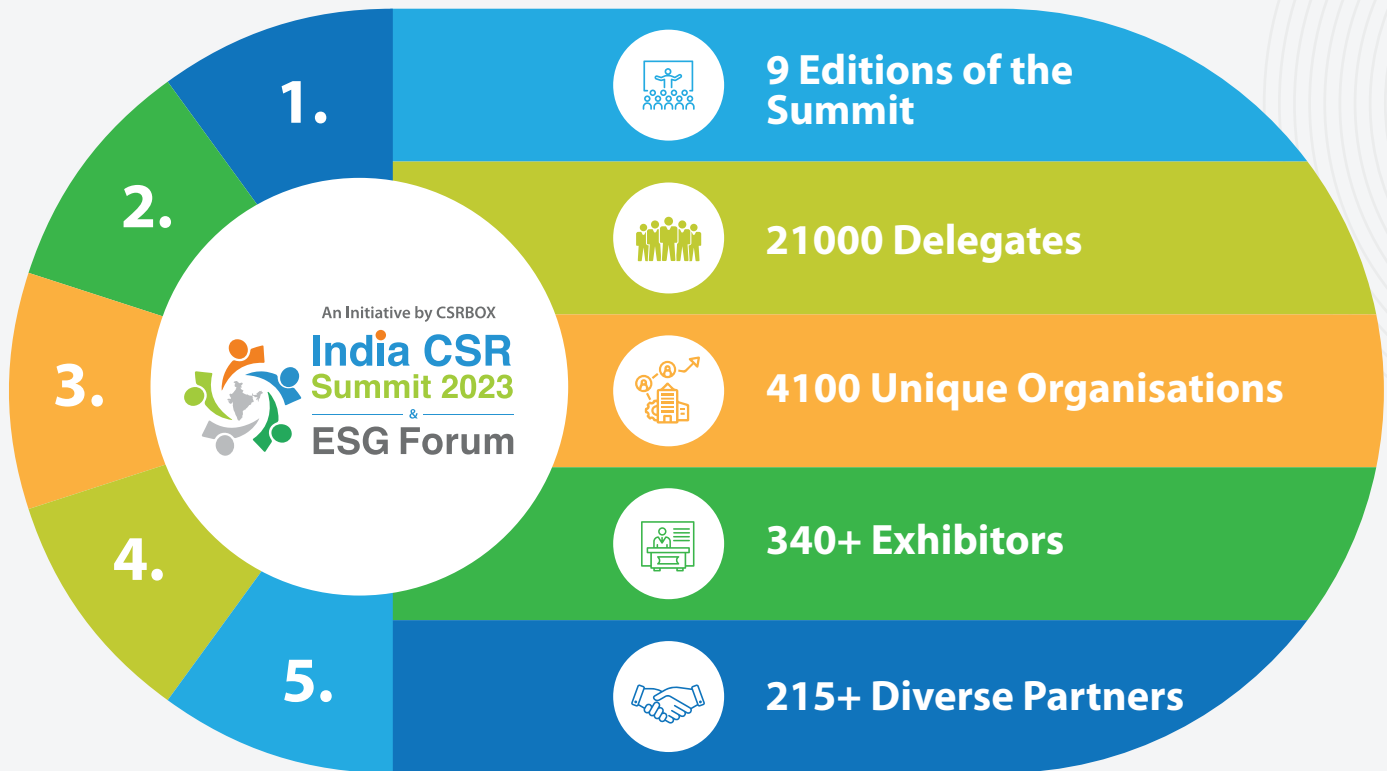 1.
9 Editions of the
Summit
2.
21000 Delegates
An Initiative by CSRBOX
India CSR
Summit 2023
&
ESG Forum
3.
4100 Unique Organisations
4.
340+ Exhibitors
5.
215+ Diverse Partners